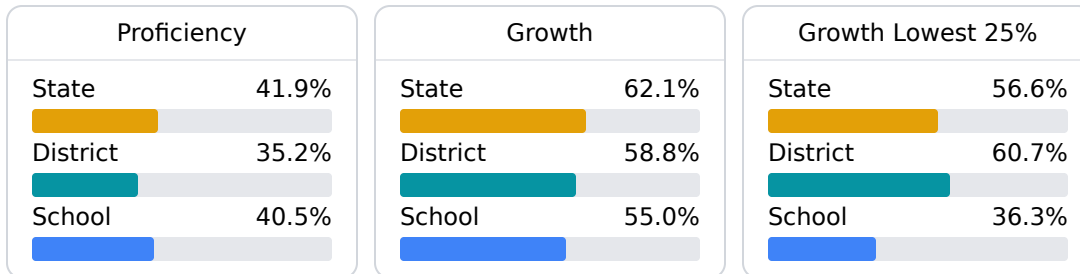 Proficiency
State 41.9%
District 35.2%
School 40.5%
Growth
State 62.1%
District 58.8%
School 55.0%
Growth Lowest 25%
State 56.6%
District 60.7%
School 36.3%